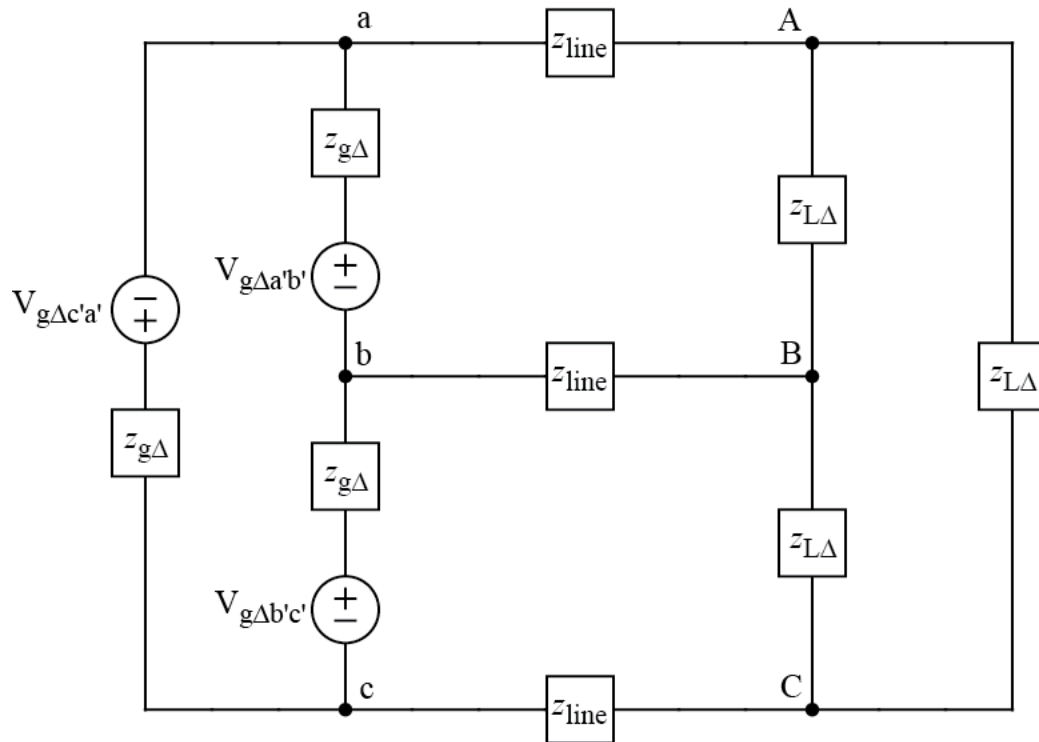 a
A
z_line
z_gΔ
z_LΔ
V_gΔa'b'
+
−
V_gΔc'a'
−
+
b
B
z_line
z_LΔ
z_gΔ
z_gΔ
z_LΔ
V_gΔb'c'
+
−
c
C
z_line